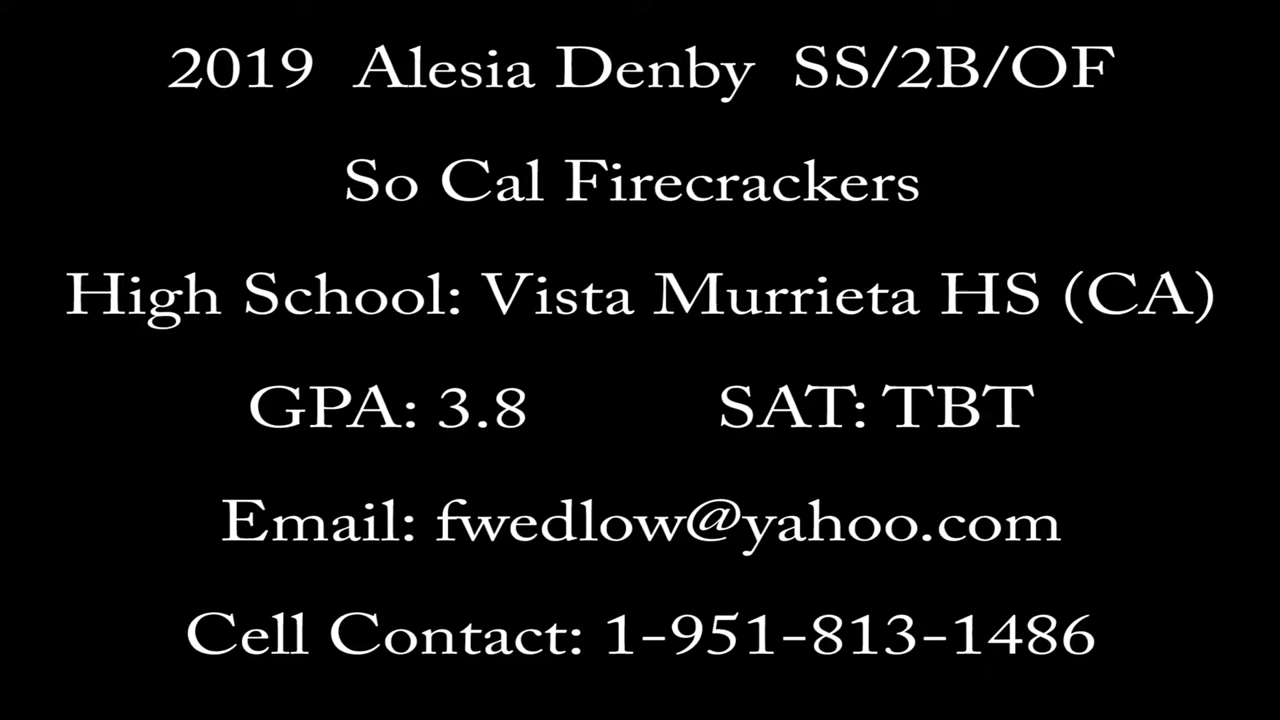 2019 Alesia Denby SS/2B/OF
So Cal Firecrackers
High School: Vista Murrieta HS (CA)
GPA: 3.8 SAT: TBT
Email: fwedlow@yahoo.com
Cell Contact: 1-951-813-1486